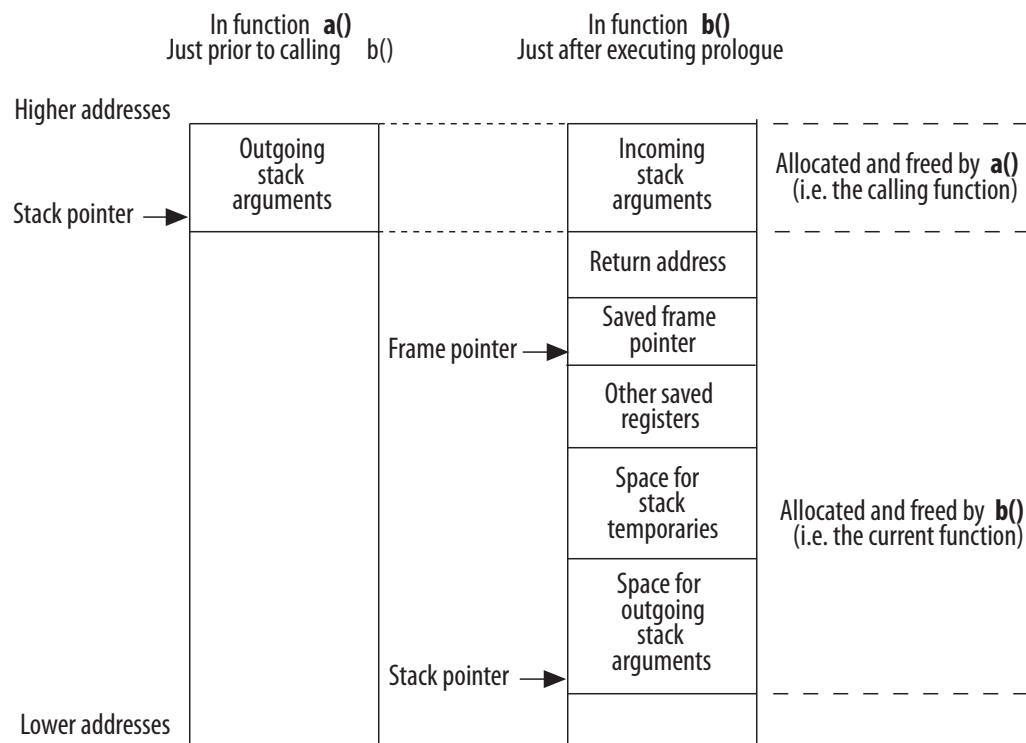 In function a()
Just prior to calling b()
In function b()
Just after executing prologue
Higher addresses
Outgoing
stack
arguments
Incoming
stack
arguments
Allocated and freed by a()
(i.e. the calling function)
Stack pointer
Return address
Saved frame
pointer
Frame pointer
Other saved
registers
Space for
stack
temporaries
Allocated and freed by b()
(i.e. the current function)
Space for
outgoing
stack
arguments
Stack pointer
Lower addresses